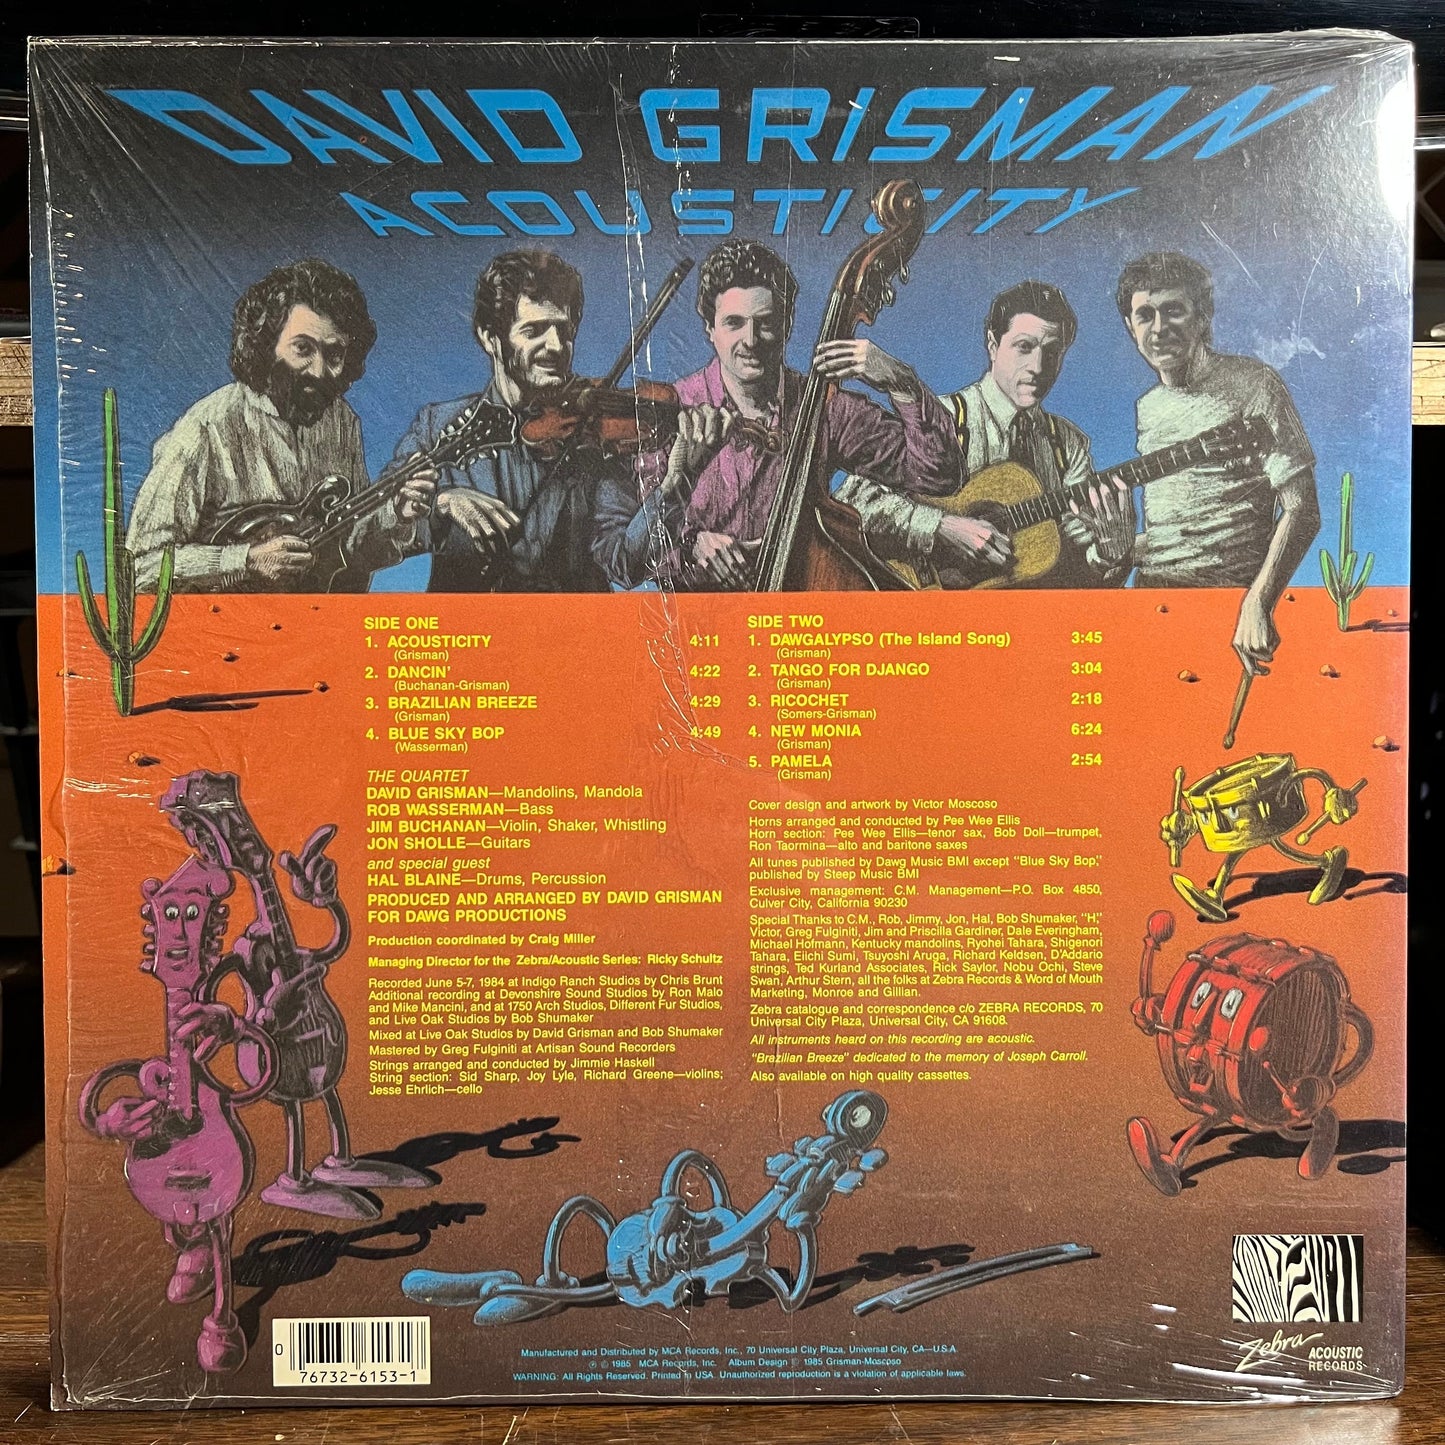 DAVID GRISMAN
ACOUSTICITY
SIDE ONE
1. ACOUSTICITY 4:11
(Grisman)
2. DANCIN' 4:22
(Buchanan-Grisman)
3. BRAZILIAN BREEZE 4:29
(Grisman)
4. BLUE SKY BOP 4:49
(Wasserman)
THE QUARTET
DAVID GRISMAN—Mandolins, Mandola
ROB WASSERMAN—Bass
JIM BUCHANAN—Violin, Shaker, Whistling
JON SHOLLE—Guitars
and special guest
HAL BLAINE—Drums, Percussion
PRODUCED AND ARRANGED BY DAVID GRISMAN
FOR DAWG PRODUCTIONS
Production coordinated by Craig Miller
Managing Director for the Zebra/Acoustic Series: Ricky Schultz
Recorded June 5-7, 1984 at Indigo Ranch Studios by Chris Brunt
Additional recording at Devonshire Sound Studios by Ron Malo
and Mike Mancini, and at 1750 Arch Studios, Different Fur Studios,
and Live Oak Studios by Bob Shumaker
Mixed at Live Oak Studios by David Grisman and Bob Shumaker
Mastered by Greg Fulginiti at Artisan Sound Recorders
Strings arranged and conducted by Jimmie Haskell
String section: Sid Sharp, Joy Lyle, Richard Greene—violins;
Jesse Ehrlich—cello
SIDE TWO
1. DAWGALYPSO (The Island Song) 3:45
(Grisman)
2. TANGO FOR DJANGO 3:04
(Grisman)
3. RICOCHET 2:18
(Somers-Grisman)
4. NEW MONIA 6:24
(Grisman)
5. PAMELA 2:54
(Grisman)
Cover design and artwork by Victor Moscoso
Horns arranged and conducted by Pee Wee Ellis
Horn section: Pee Wee Ellis—tenor sax, Bob Doll—trumpet,
Ron Taormina—alto and baritone saxes
All tunes published by Dawg Music BMI except "Blue Sky Bop,"
published by Steep Music BMI
Exclusive management: C.M. Management—P.O. Box 4850,
Culver City, California 90230
Special Thanks to C.M., Rob, Jimmy, Jon, Hal, Bob Shumaker, "H,"
Victor, Greg Fulginiti, Jim and Priscilla Gardiner, Dale Everingham,
Michael Hofmann, Kentucky mandolins, Ryohei Tahara, Shigenori
Tahara, Eiichi Sumi, Tsuyoshi Aruga, Richard Keldsen, D'Addario
strings, Ted Kurland Associates, Rick Saylor, Nobu Ochi, Steve
Swan, Arthur Stern, all the folks at Zebra Records & Word of Mouth
Marketing, Monroe and Gillian.
Zebra catalogue and correspondence c/o ZEBRA RECORDS, 70
Universal City Plaza, Universal City, CA 91608.
All instruments heard on this recording are acoustic.
"Brazilian Breeze" dedicated to the memory of Joseph Carroll.
Also available on high quality cassettes.
0
76732-6153-1
Manufactured and Distributed by MCA Records, Inc., 70 Universal City Plaza, Universal City, CA—U.S.A
℗ © 1985 MCA Records, Inc. Album Design © 1985 Grisman-Moscoso
WARNING: All Rights Reserved. Printed in USA. Unauthorized reproduction is a violation of applicable laws.
Zebra ACOUSTIC
RECORDS